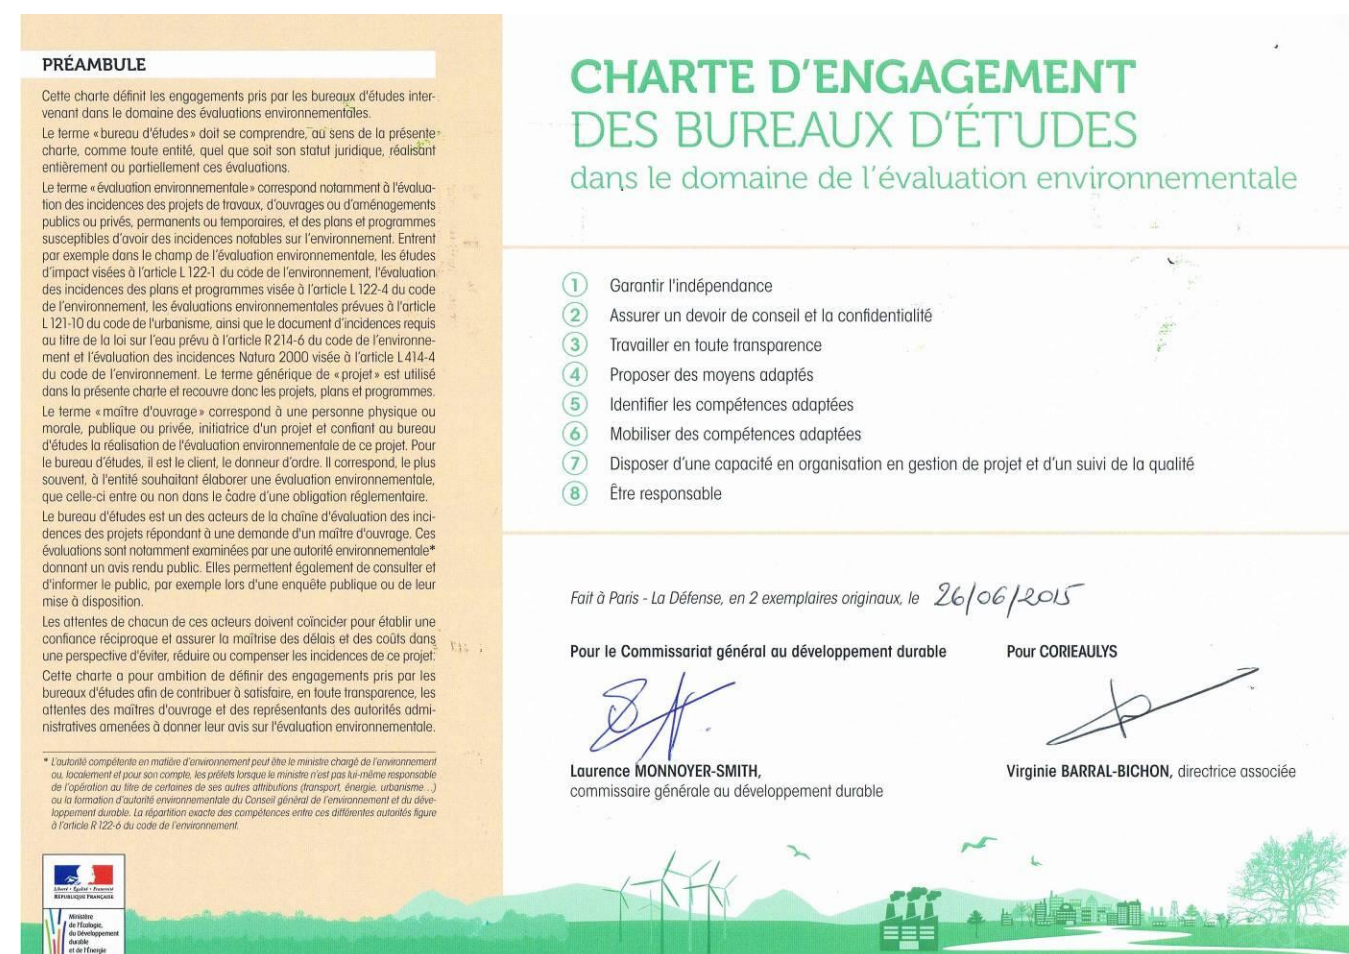 PRÉAMBULE
Cette charte définit les engagements pris par les bureaux d'études inter-
venant dans le domaine des évaluations environnementales.
Le terme « bureau d'études » doit se comprendre, au sens de la présente
charte, comme toute entité, quel que soit son statut juridique, réalisant
entièrement ou partiellement ces évaluations.
Le terme « évaluation environnementale » correspond notamment à l'évalua-
tion des incidences des projets de travaux, d'ouvrages ou d'aménagements
publics ou privés, permanents ou temporaires, et des plans et programmes
susceptibles d'avoir des incidences notables sur l'environnement. Entrent
par exemple dans le champ de l'évaluation environnementale, les études
d'impact visées à l'article L 122-1 du code de l'environnement, l'évaluation
des incidences des plans et programmes visée à l'article L 122-4 du code
de l'environnement, les évaluations environnementales prévues à l'article
L 121-10 du code de l'urbanisme, ainsi que le document d'incidences requis
au titre de la loi sur l'eau prévu à l'article R 214-6 du code de l'environne-
ment et l'évaluation des incidences Natura 2000 visée à l'article L 414-4
du code de l'environnement. Le terme générique de « projet » est utilisé
dans la présente charte et recouvre donc les projets, plans et programmes.
Le terme « maître d'ouvrage » correspond à une personne physique ou
morale, publique ou privée, initiatrice d'un projet et confiant au bureau
d'études la réalisation de l'évaluation environnementale de ce projet. Pour
le bureau d'études, il est le client, le donneur d'ordre. Il correspond, le plus
souvent, à l'entité souhaitant élaborer une évaluation environnementale,
que celle-ci entre ou non dans le cadre d'une obligation réglementaire.
Le bureau d'études est un des acteurs de la chaîne d'évaluation des inci-
dences des projets répondant à une demande d'un maître d'ouvrage. Ces
évaluations sont notamment examinées par une autorité environnementale*
donnant un avis rendu public. Elles permettent également de consulter et
d'informer le public, par exemple lors d'une enquête publique ou de leur
mise à disposition.
Les attentes de chacun de ces acteurs doivent coïncider pour établir une
confiance réciproque et assurer la maîtrise des délais et des coûts dans
une perspective d'éviter, réduire ou compenser les incidences de ce projet.
Cette charte a pour ambition de définir des engagements pris par les
bureaux d'études afin de contribuer à satisfaire, en toute transparence, les
attentes des maîtres d'ouvrage et des représentants des autorités admi-
nistratives amenées à donner leur avis sur l'évaluation environnementale.
* L'autorité compétente en matière d'environnement peut être le ministre chargé de l'environnement
ou, localement et pour son compte, les préfets lorsque le ministre n'est pas lui-même responsable
de l'opération au titre de certaines de ses autres attributions (transport, énergie, urbanisme...)
ou la formation d'autorité environnementale du Conseil général de l'environnement et du déve-
loppement durable. La répartition exacte des compétences entre ces différentes autorités figure
à l'article R 122-6 du code de l'environnement.
Liberté • Égalité • Fraternité
RÉPUBLIQUE FRANÇAISE
Ministère
de l'Écologie,
du Développement
durable
et de l'Énergie
CHARTE D'ENGAGEMENT
DES BUREAUX D'ÉTUDES
dans le domaine de l'évaluation environnementale
1 Garantir l'indépendance
2 Assurer un devoir de conseil et la confidentialité
3 Travailler en toute transparence
4 Proposer des moyens adaptés
5 Identifier les compétences adaptées
6 Mobiliser des compétences adaptées
7 Disposer d'une capacité en organisation en gestion de projet et d'un suivi de la qualité
8 Être responsable
Fait à Paris - La Défense, en 2 exemplaires originaux, le 26/06/2015
Pour le Commissariat général au développement durable
Laurence MONNOYER-SMITH,
commissaire générale au développement durable
Pour CORIEAULYS
Virginie BARRAL-BICHON, directrice associée